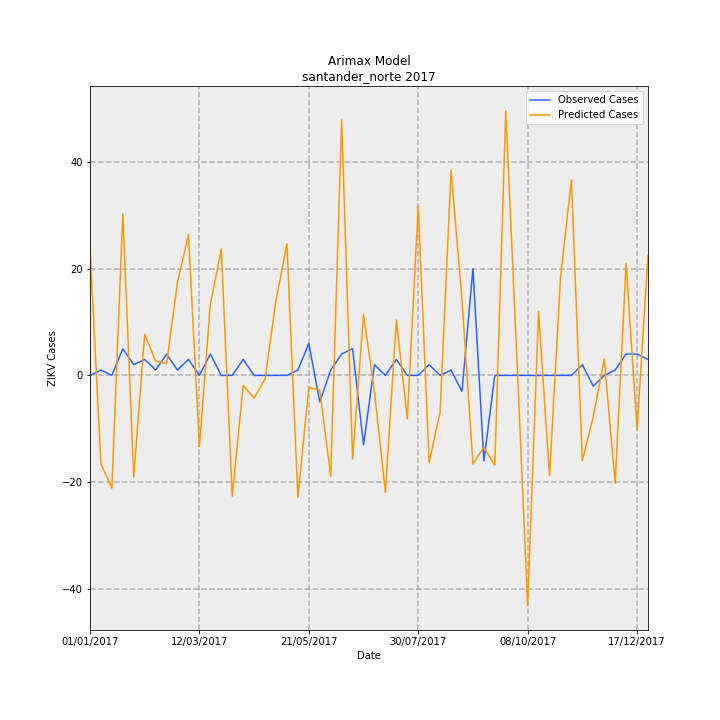 Arimax Model
santander_norte 2017
Observed Cases
Predicted Cases
ZIKV Cases
40
20
0
−20
−40
01/01/2017
12/03/2017
21/05/2017
30/07/2017
08/10/2017
17/12/2017
Date